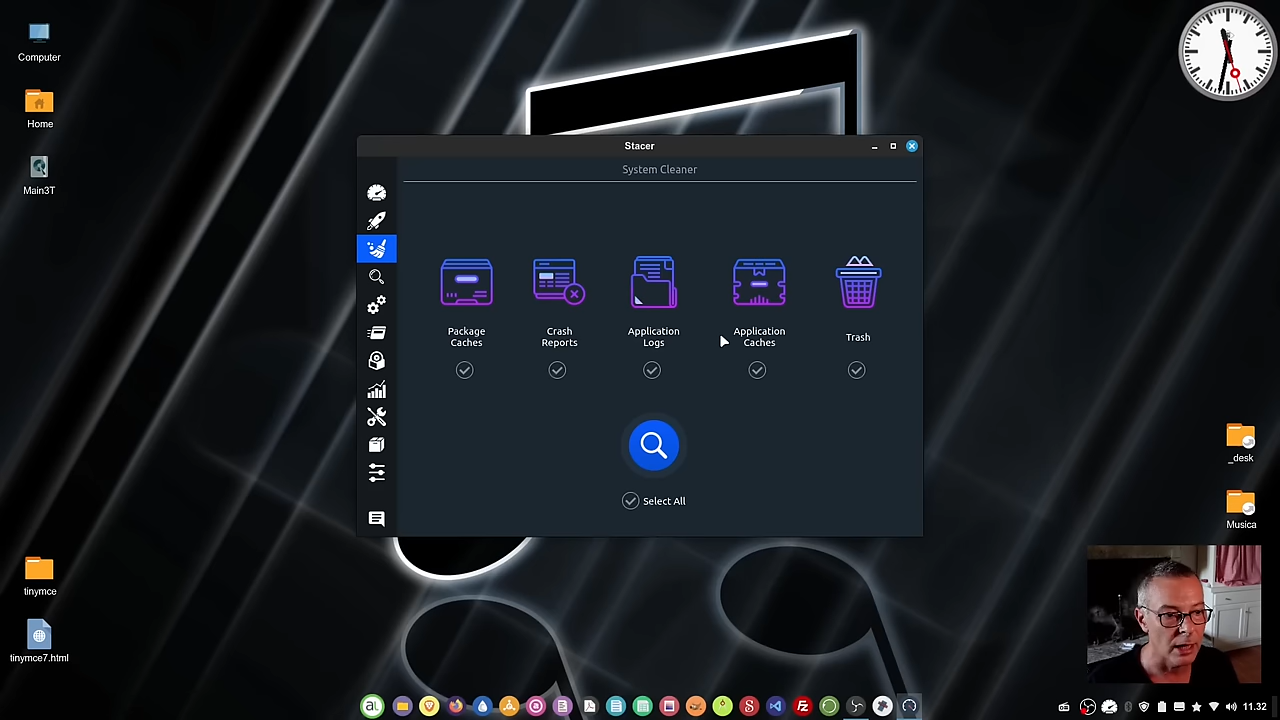 Computer
Home
Main3T
Stacer
System Cleaner
Package
Caches
Crash
Reports
Application
Logs
Application
Caches
Trash
Select All
_desk
Musica
tinymce
tinymce7.html
al
11.32